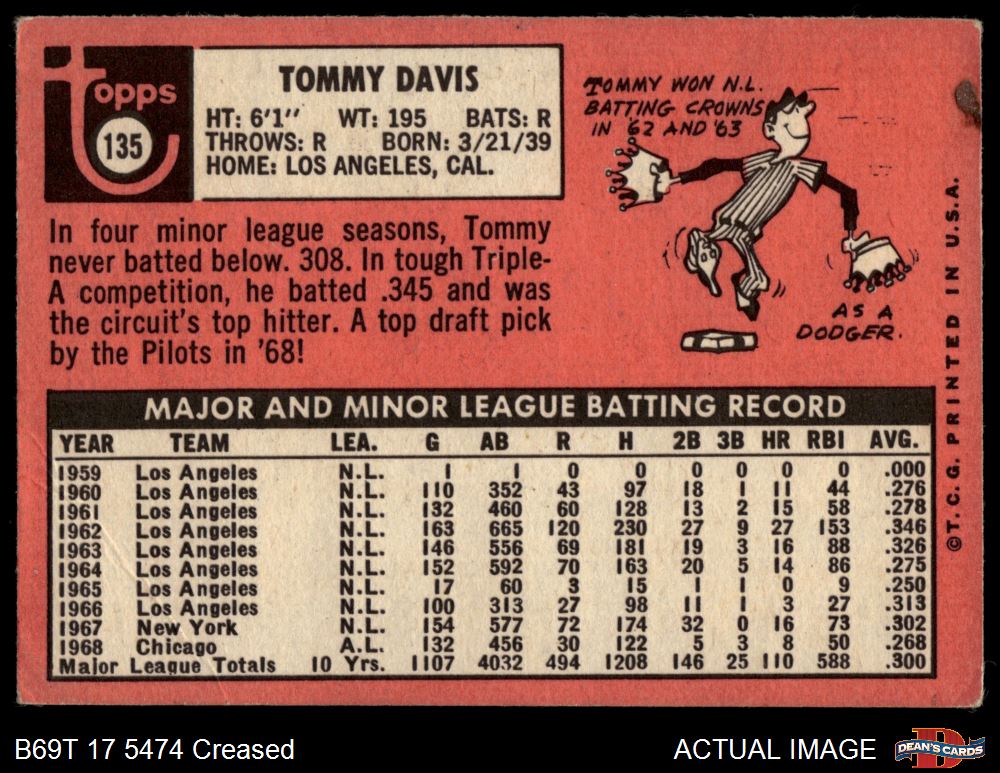 Topps
135
TOMMY DAVIS
HT: 6'1" WT: 195 BATS: R
THROWS: R BORN: 3/21/39
HOME: LOS ANGELES, CAL.
In four minor league seasons, Tommy
never batted below. 308. In tough Triple-
A competition, he batted .345 and was
the circuit's top hitter. A top draft pick
by the Pilots in '68!
TOMMY WON N.L.
BATTING CROWNS
IN '62 AND '63
AS A
DODGER.
©T.C.G. PRINTED IN U.S.A.
MAJOR AND MINOR LEAGUE BATTING RECORD
YEAR TEAM LEA. G AB R H 2B 3B HR RBI AVG.
1959 Los Angeles N.L. 1 1 0 0 0 0 0 0 .000
1960 Los Angeles N.L. 110 352 43 97 18 1 11 44 .276
1961 Los Angeles N.L. 132 460 60 128 13 2 15 58 .278
1962 Los Angeles N.L. 163 665 120 230 27 9 27 153 .346
1963 Los Angeles N.L. 146 556 69 181 19 3 16 88 .326
1964 Los Angeles N.L. 152 592 70 163 20 5 14 86 .275
1965 Los Angeles N.L. 17 60 3 15 1 1 0 9 .250
1966 Los Angeles N.L. 100 313 27 98 11 1 3 27 .313
1967 New York N.L. 154 577 72 174 32 0 16 73 .302
1968 Chicago A.L. 132 456 30 122 5 3 8 50 .268
Major League Totals 10 Yrs. 1107 4032 494 1208 146 25 110 588 .300
B69T 17 5474 Creased
ACTUAL IMAGE
DEAN'S CARDS